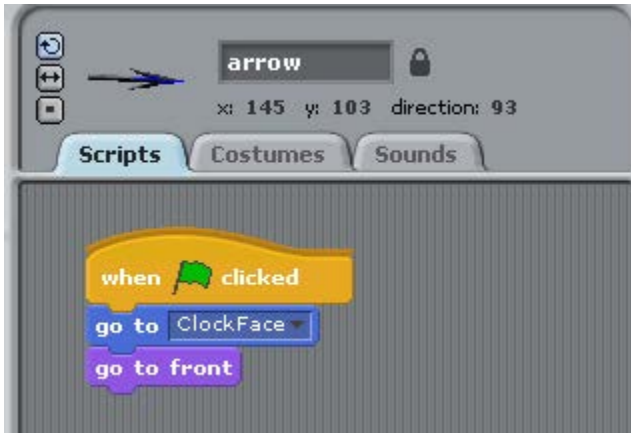 arrow
x: 145 y: 103 direction: 93
Scripts Costumes Sounds
when clicked
go to ClockFace
go to front